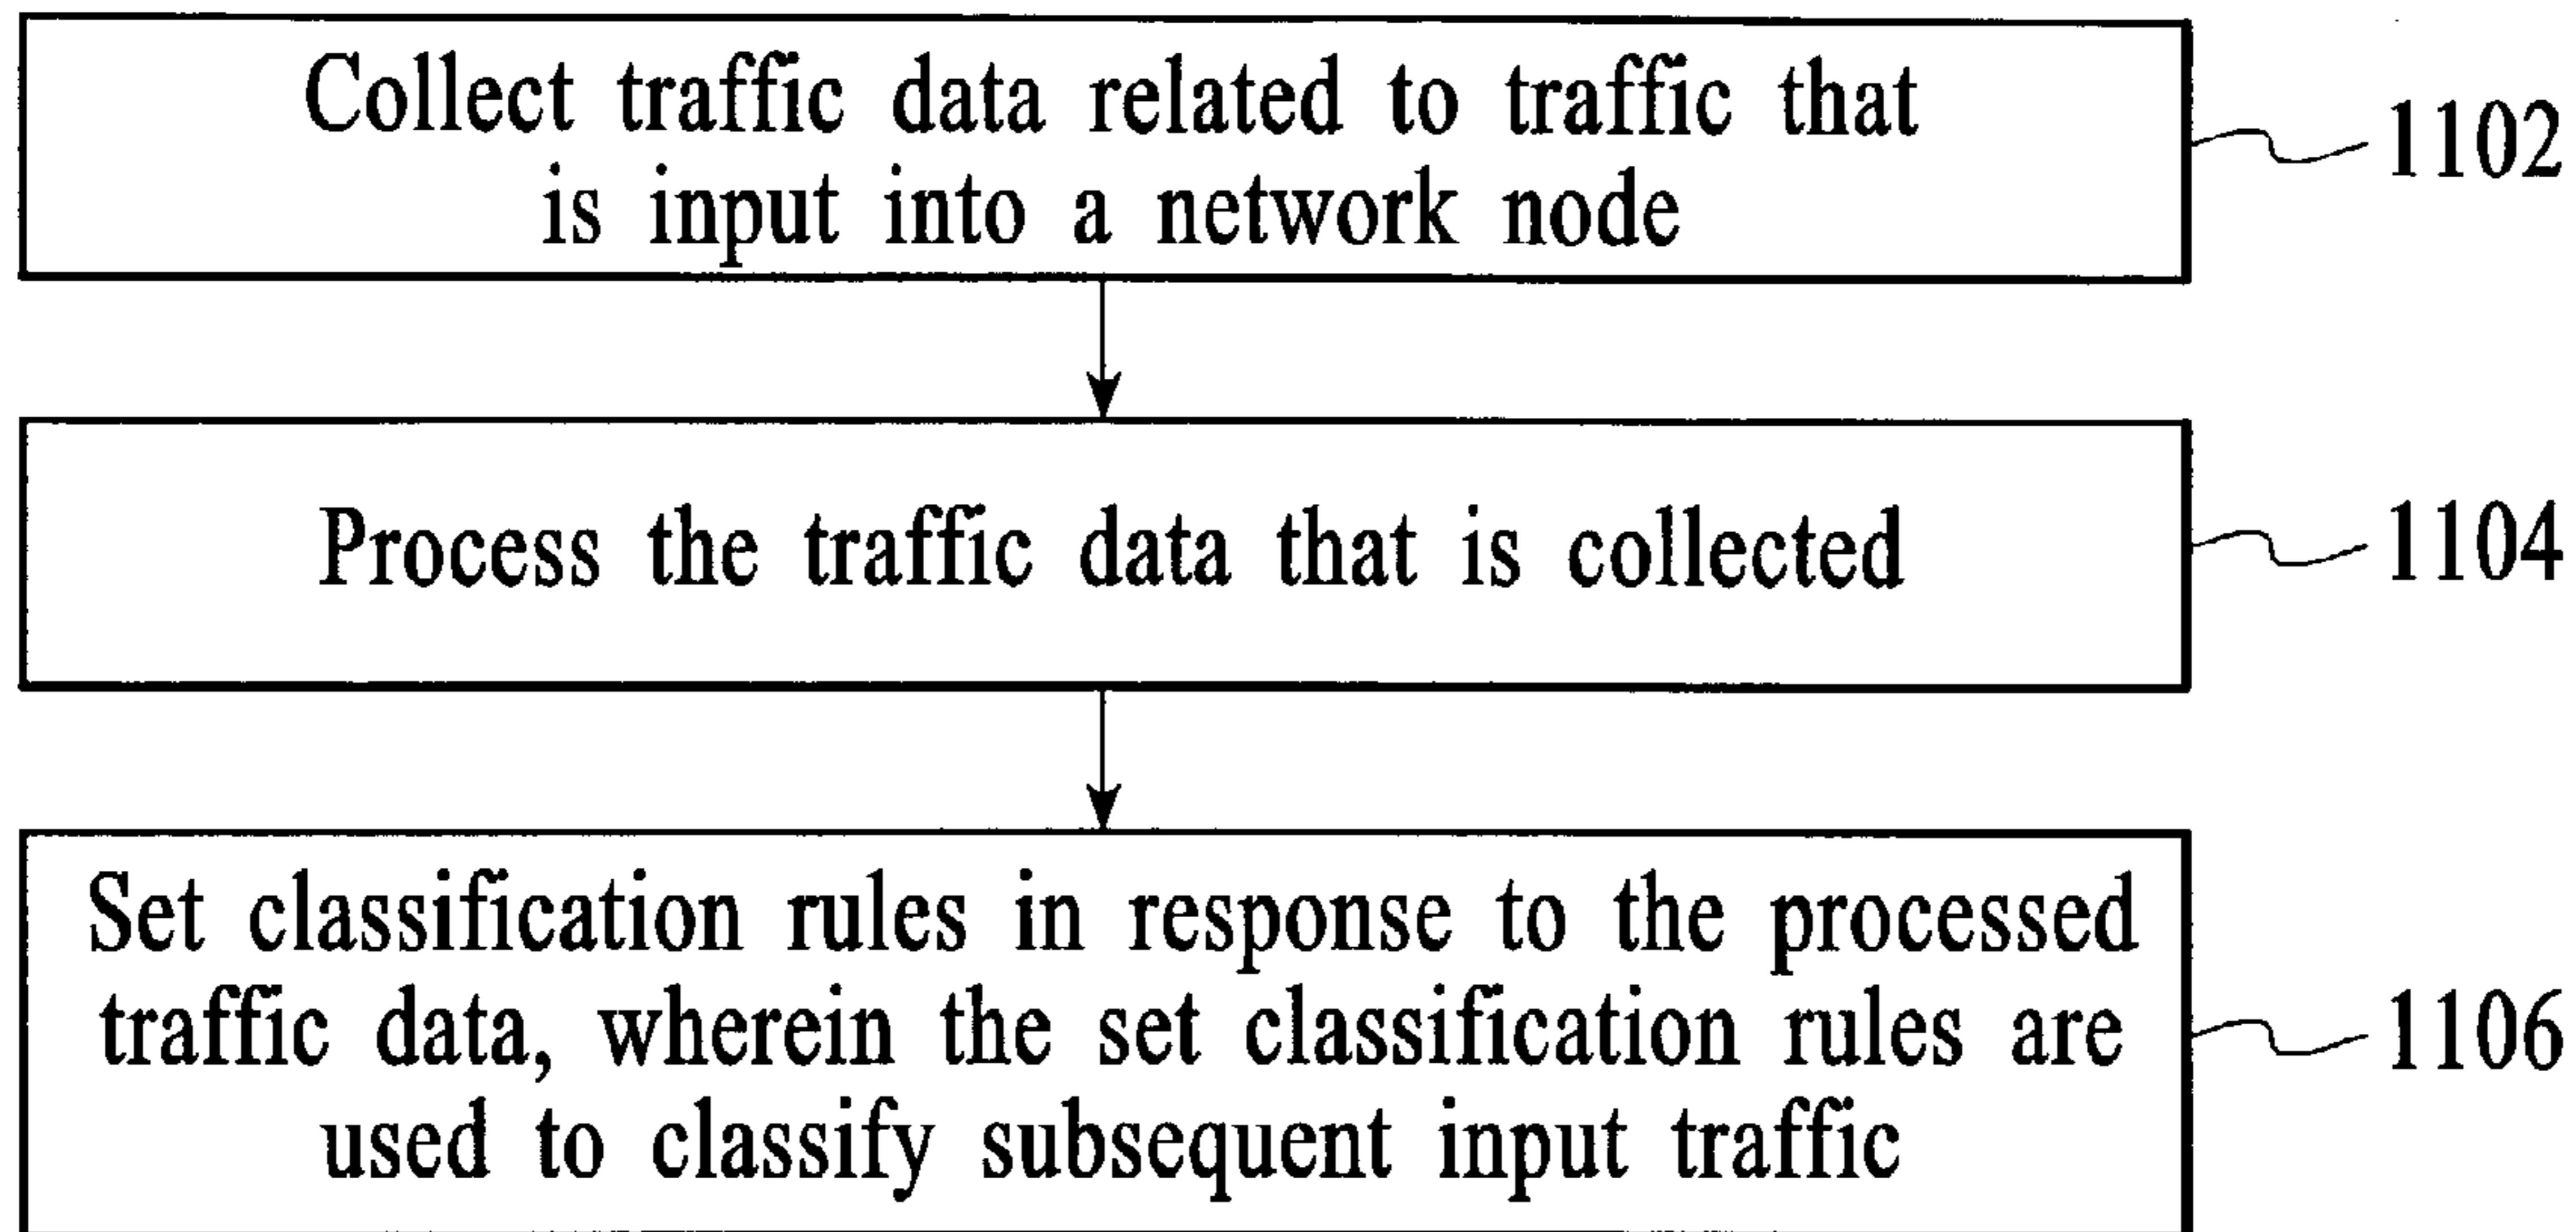 Collect traffic data related to traffic that
is input into a network node
1102
Process the traffic data that is collected
1104
Set classification rules in response to the processed
traffic data, wherein the set classification rules are
used to classify subsequent input traffic
1106